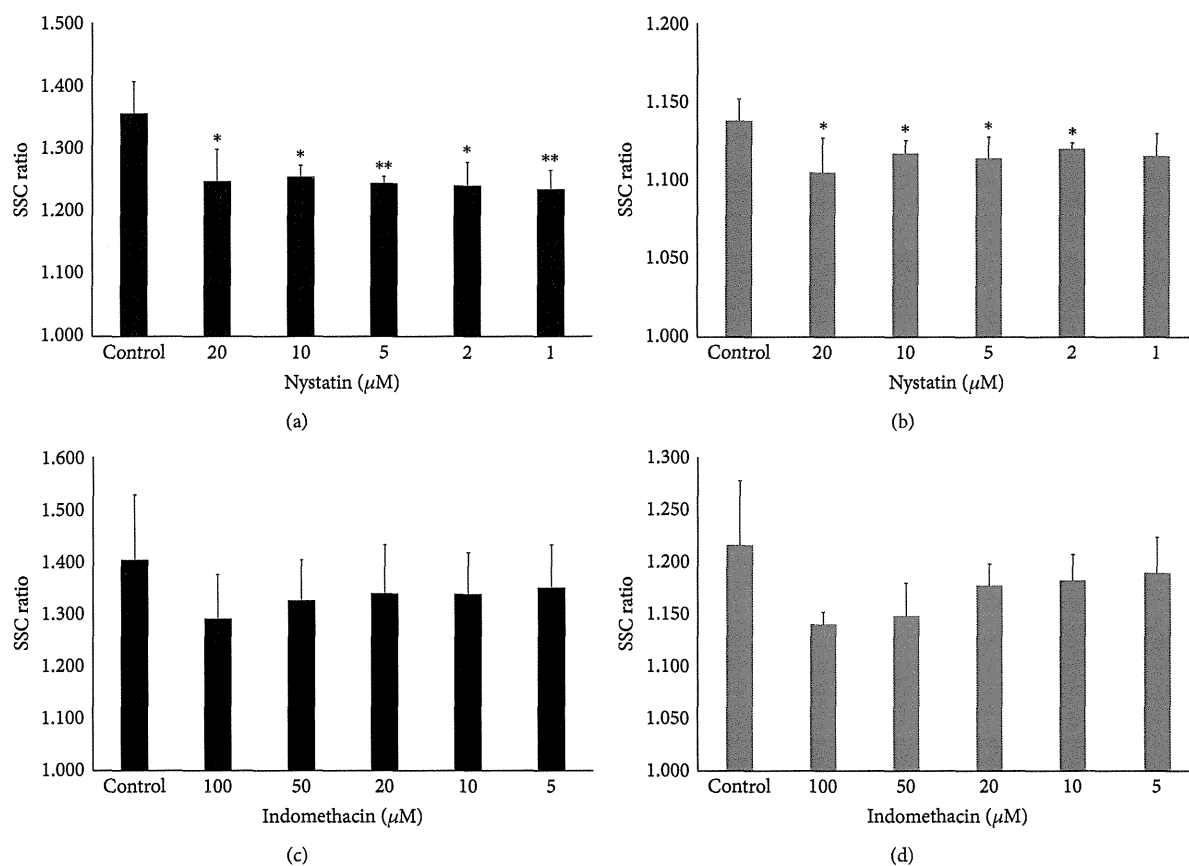 1.500
1.400
1.300
1.200
1.100
1.000
SSC ratio
* * ** * **
Control 20 10 5 2 1
Nystatin (μM)
(a)
1.200
1.150
1.100
1.050
1.000
SSC ratio
* * * *
Control 20 10 5 2 1
Nystatin (μM)
(b)
1.600
1.500
1.400
1.300
1.200
1.100
1.000
SSC ratio
Control 100 50 20 10 5
Indomethacin (μM)
(c)
1.300
1.250
1.200
1.150
1.100
1.050
1.000
SSC ratio
Control 100 50 20 10 5
Indomethacin (μM)
(d)